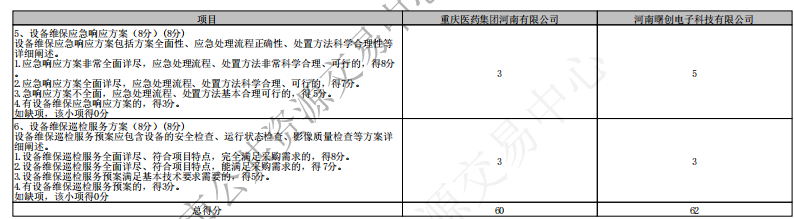 项目 重庆医药集团河南有限公司 河南曙创电子科技有限公司
5、设备维保应急响应方案（8分）(8分)
设备维保应急响应方案包括方案全面性、应急处理流程正确性、处置方法科学合理性等
详细阐述。
1.应急响应方案非常全面详尽，应急处理流程、处置方法非常科学合理、可行的，得8分
。
2.应急响应方案全面详尽，应急处理流程、处置方法科学合理、可行的，得7分。
3.急响应方案不全面，应急处理流程、处置方法基本合理可行的，得5分。
4.有设备维保应急响应方案的，得3分。
如缺项，该小项得0分
3 5
6、设备维保巡检服务方案（8分）(8分)
设备维保巡检服务预案应包含设备的安全检查、运行状态检查、影像质量检查等方案详
细阐述。
1.设备维保巡检服务全面详尽、符合项目特点，完全满足采购需求的，得8分。
2.设备维保巡检服务全面详尽、符合项目特点，能满足采购需求的，得7分。
3.设备维保巡检服务预案满足基本技术要求需要的，得5分。
4.有设备维保巡检服务预案的，得3分。
如缺项，该小项得0分
3 3
总得分 60 62
公共资源交易中心
资源交易中心